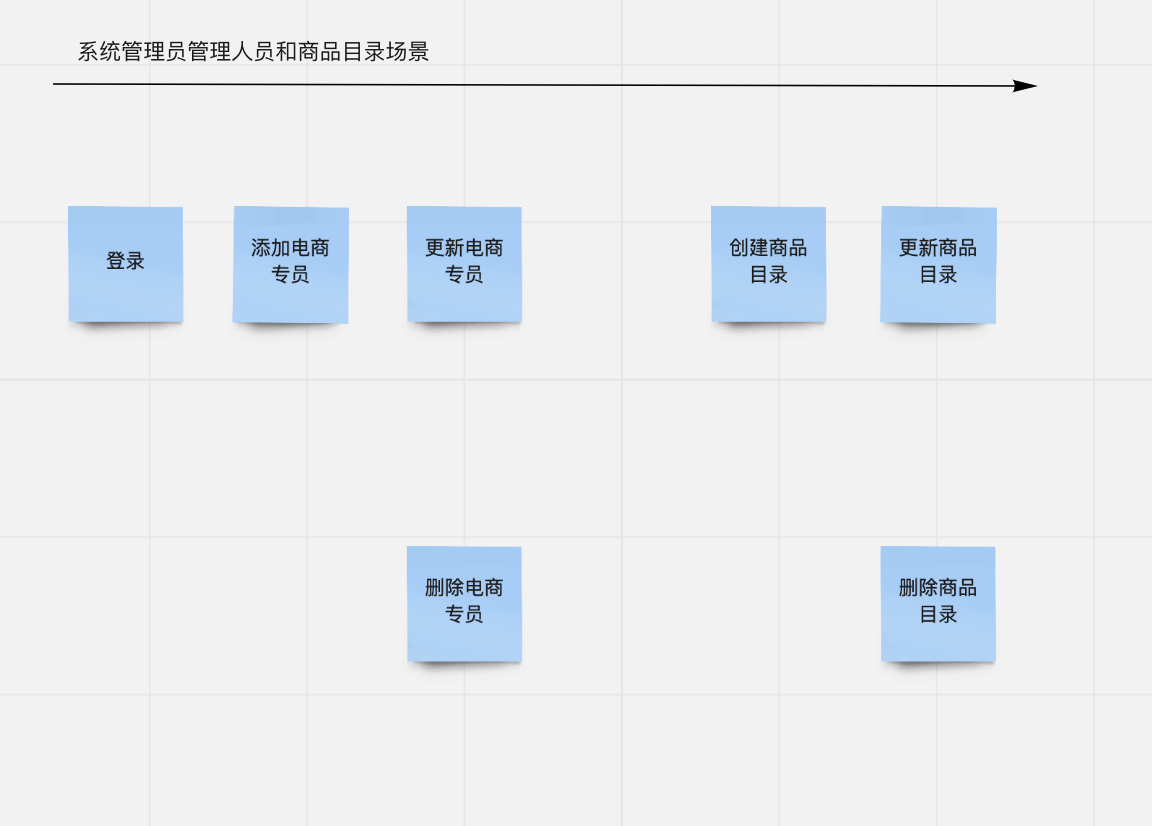 系统管理员管理人员和商品目录场景
登录
添加电商
专员
更新电商
专员
创建商品
目录
更新商品
目录
删除电商
专员
删除商品
目录